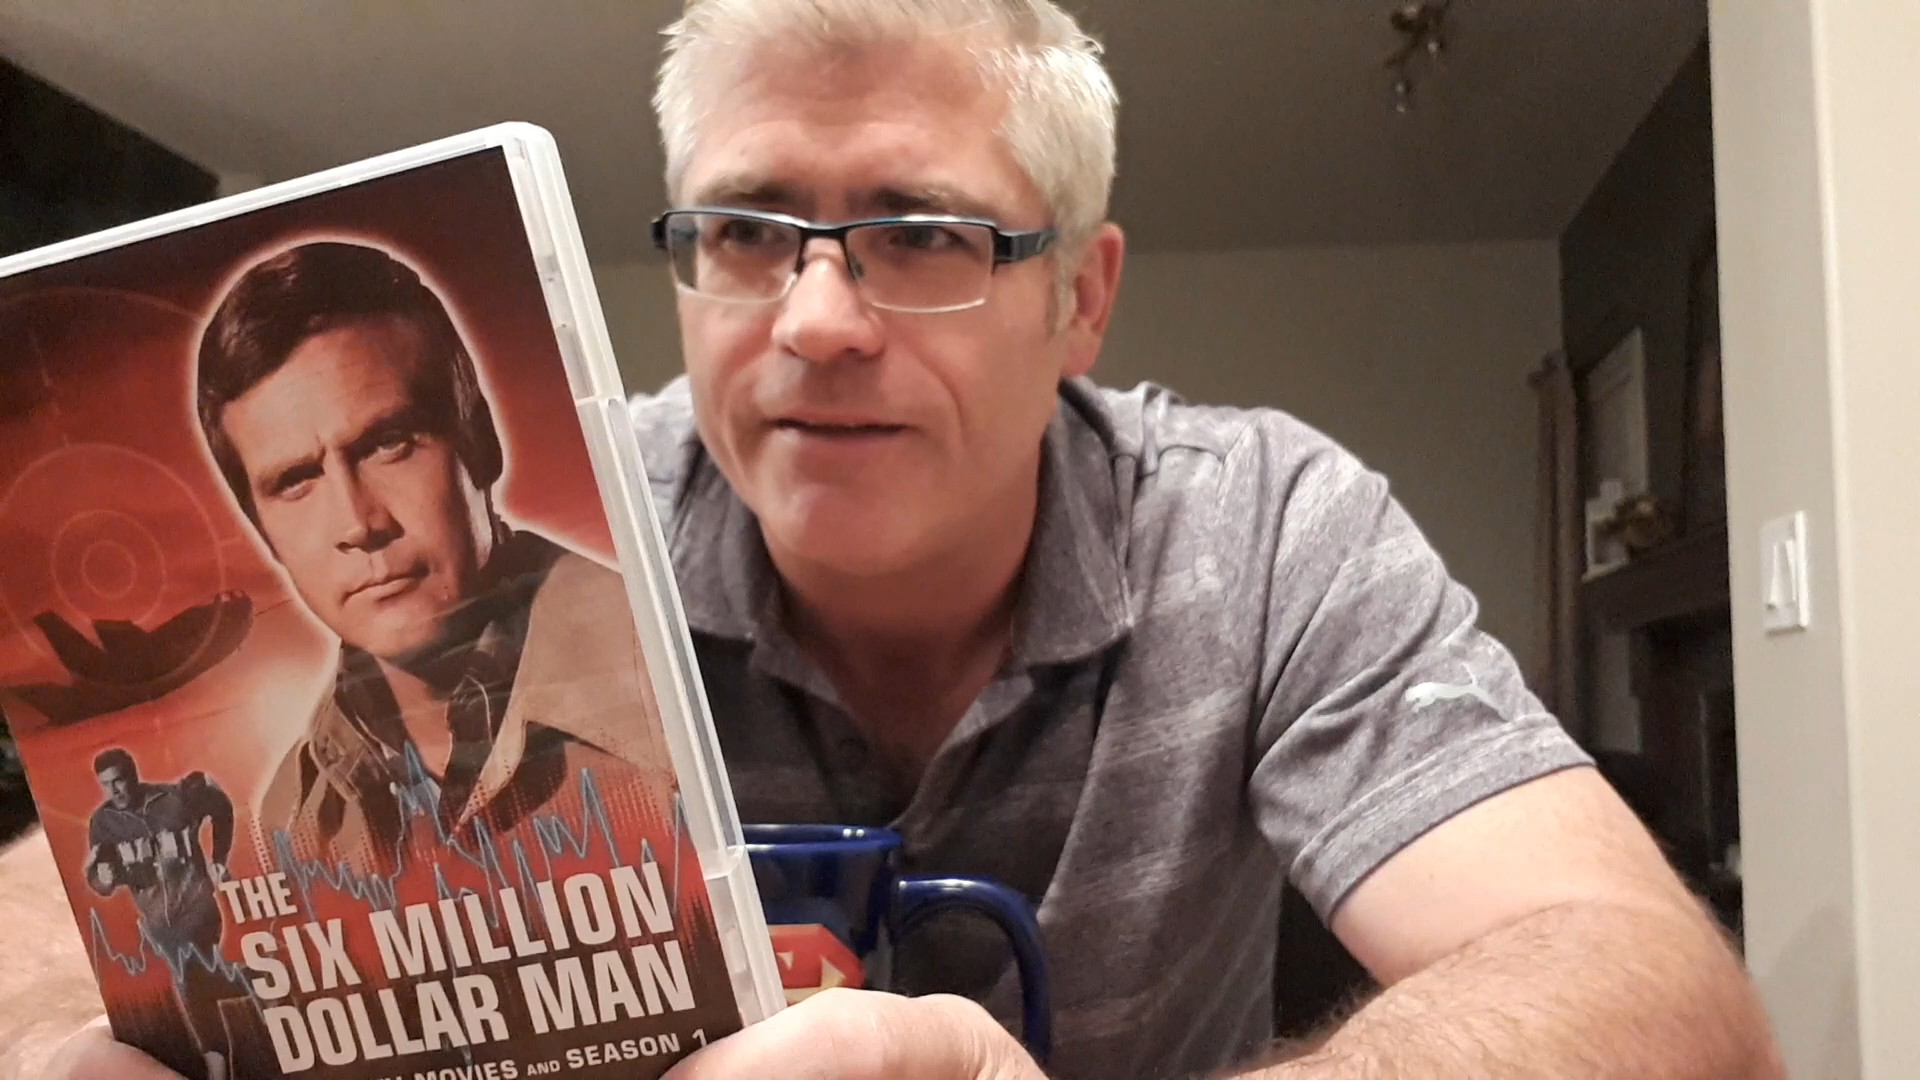 THE
SIX MILLION
DOLLAR MAN
MOVIES AND SEASON 1